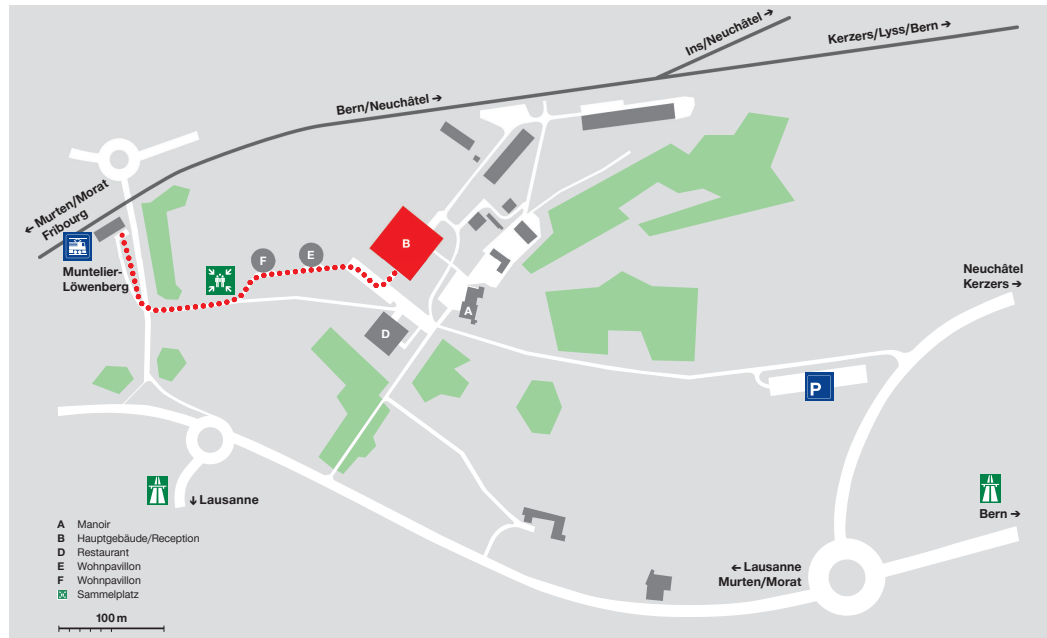 Ins/Neuchâtel →
Kerzers/Lyss/Bern →
Bern/Neuchâtel →
← Murten/Morat
Fribourg
B
F
E
Muntelier-
Löwenberg
Neuchâtel
Kerzers →
A
D
P
↓ Lausanne
Bern →
A Manoir
B Hauptgebäude/Reception
D Restaurant
E Wohnpavillon
F Wohnpavillon
Sammelplatz
← Lausanne
Murten/Morat
100 m